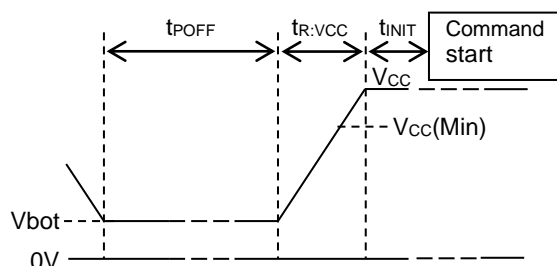 tPOFF
tR:VCC
tINIT
Command
start
VCC
VCC(Min)
Vbot
0V